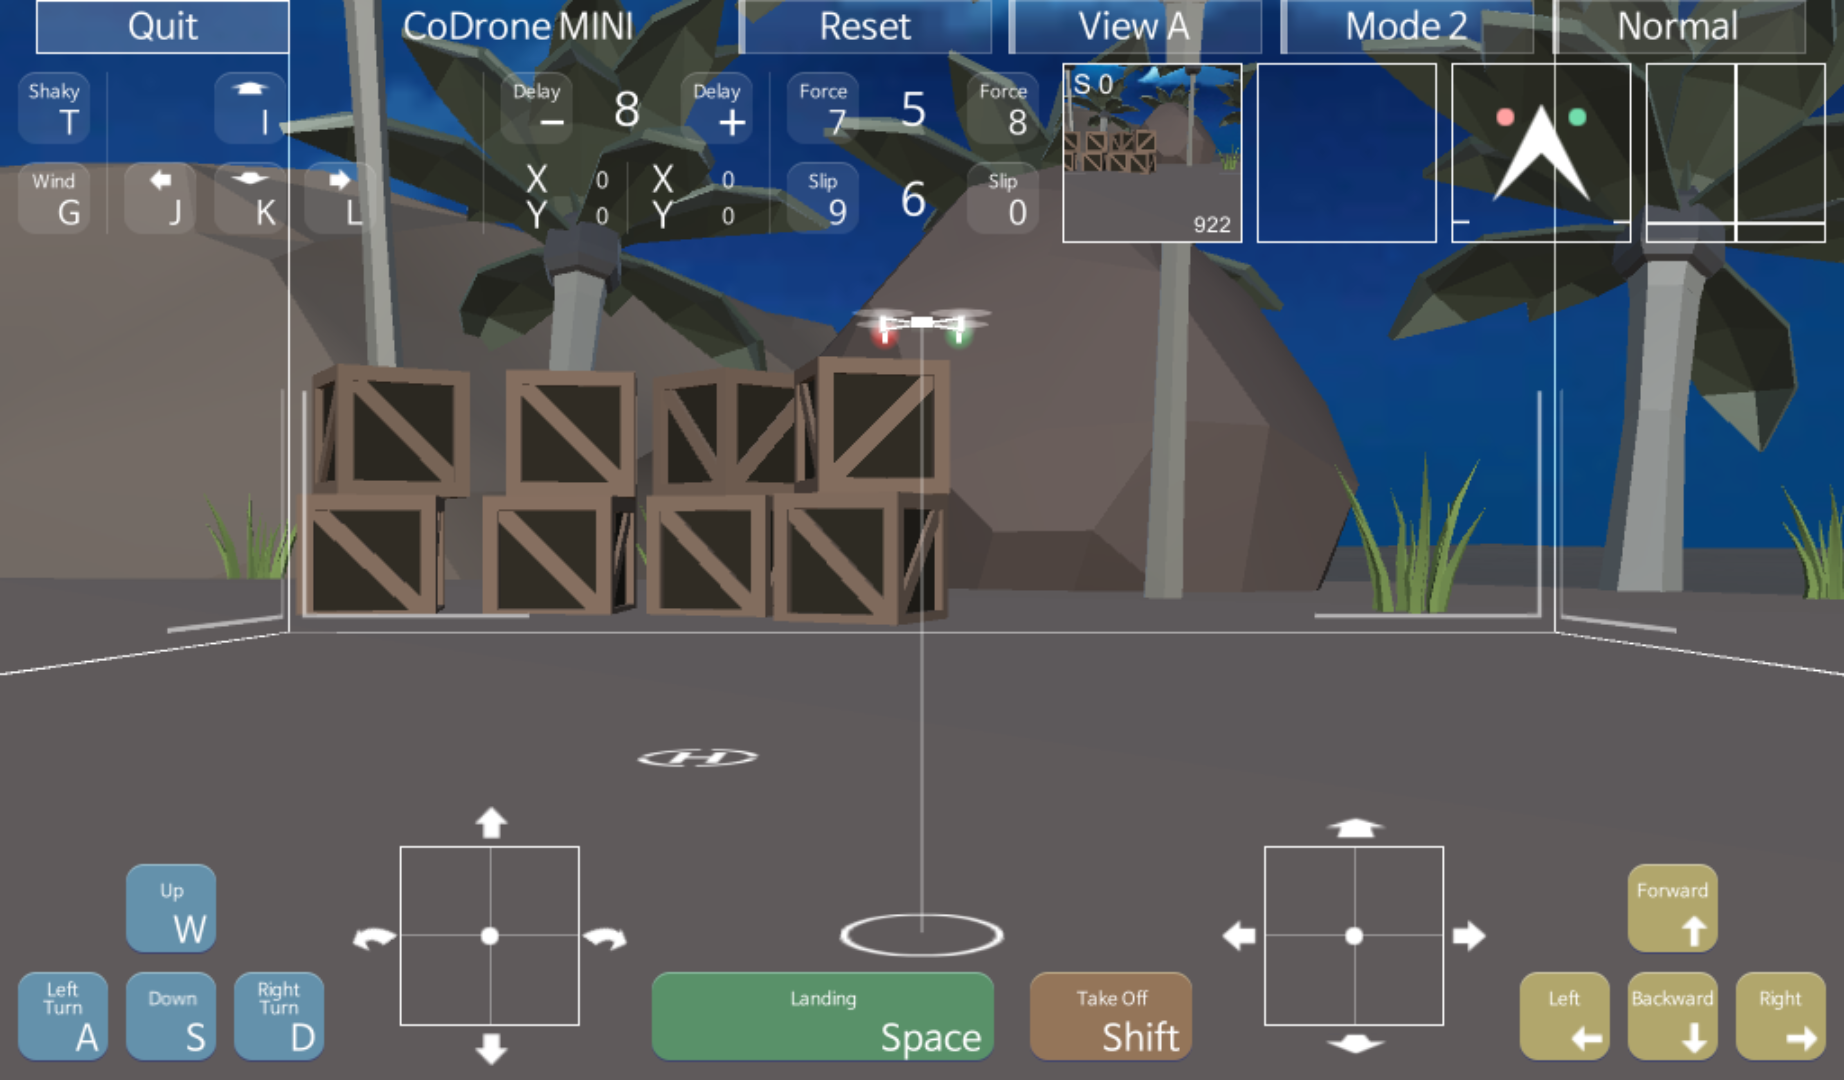 Quit
CoDrone MINI
Reset
View A
Mode 2
Normal
Shaky
T
I
Delay
−
8
Delay
+
Force
7
5
Force
8
S 0
922
Wind
G
J
K
L
X 0
Y 0
X 0
Y 0
Slip
9
6
Slip
0
H
Up
W
Left
Turn
A
Down
S
Right
Turn
D
Landing
Space
Take Off
Shift
Forward
Left
Backward
Right